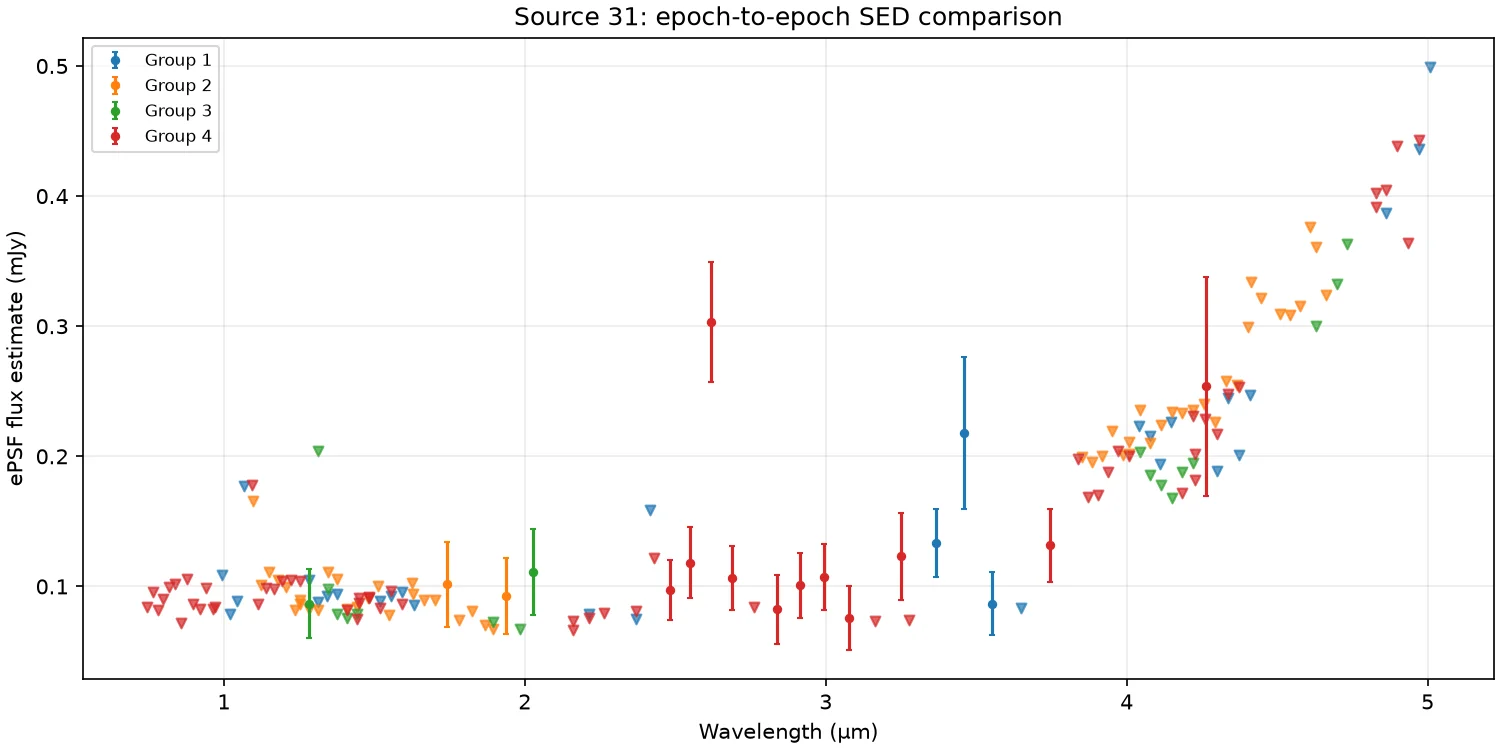 Source 31: epoch-to-epoch SED comparison
Group 1
Group 2
Group 3
Group 4
ePSF flux estimate (mJy)
0.5
0.4
0.3
0.2
0.1
1 2 3 4 5
Wavelength (μm)